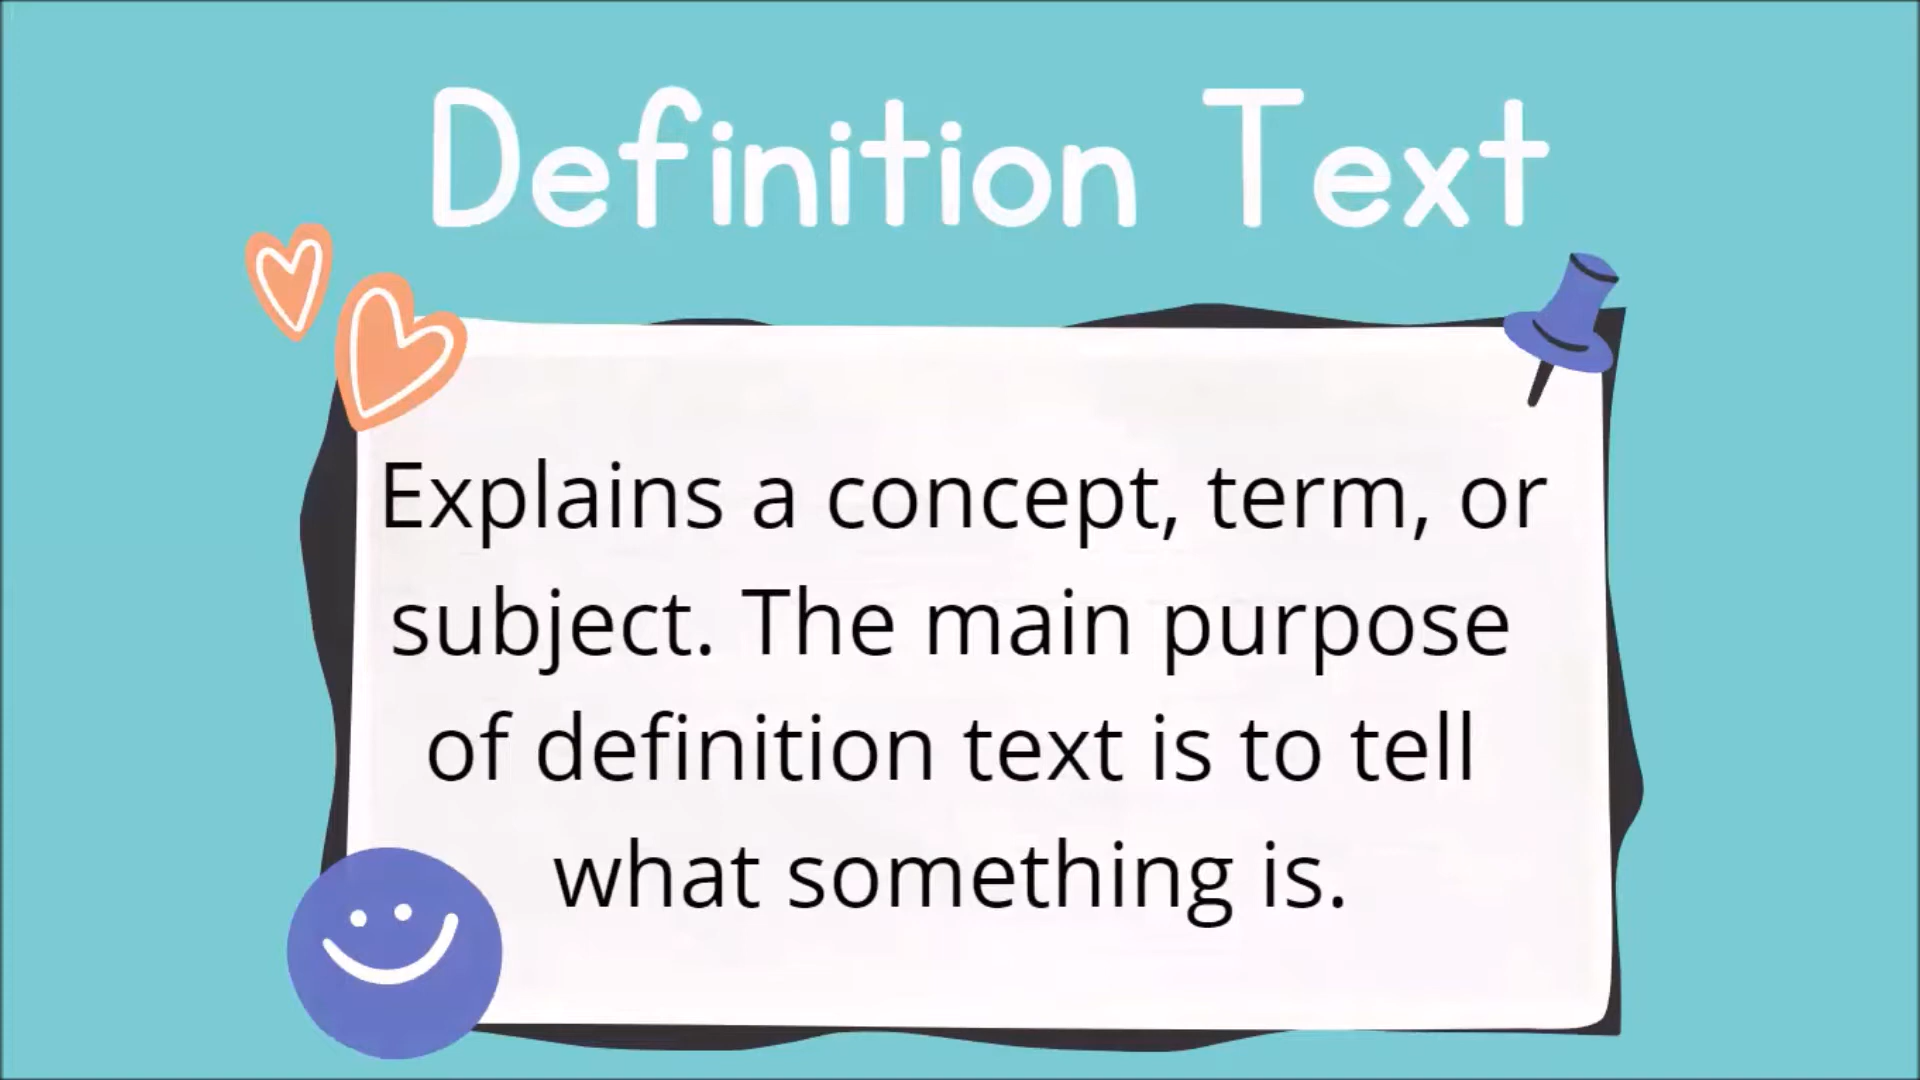 Definition Text
Explains a concept, term, or
subject. The main purpose
of definition text is to tell
what something is.